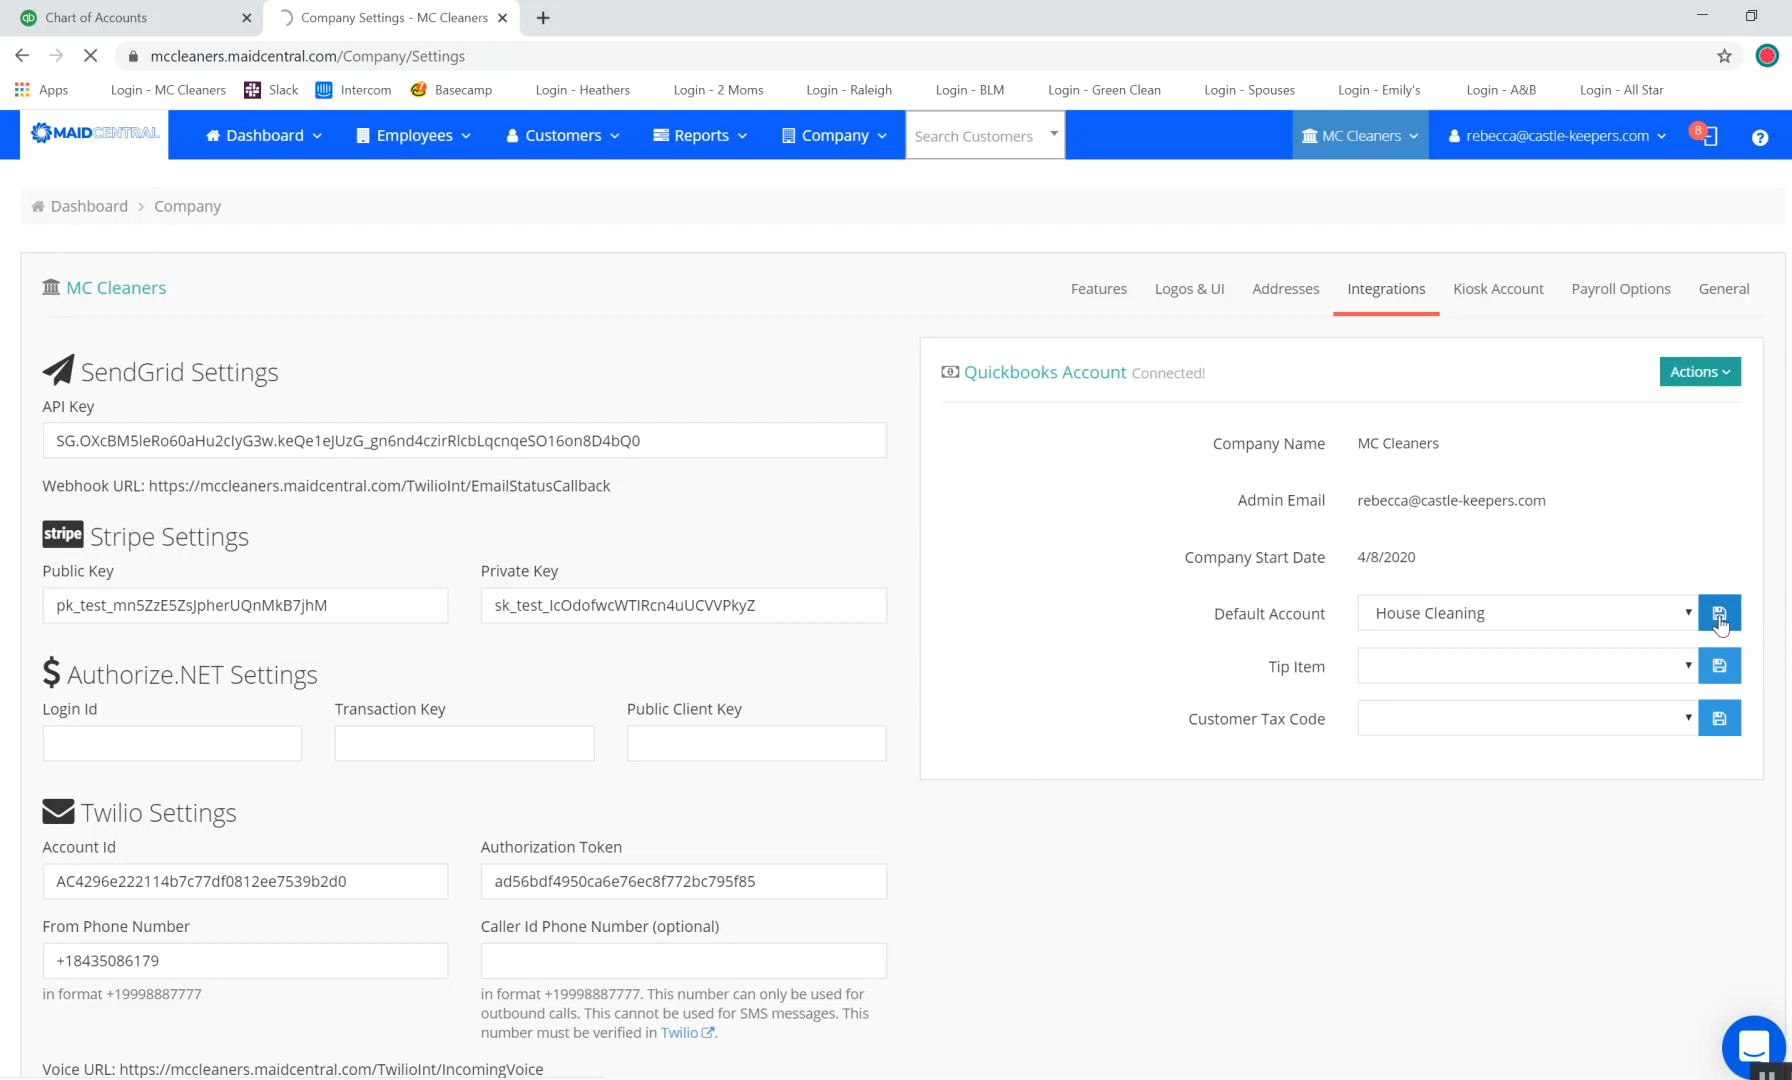 Chart of Accounts
Company Settings - MC Cleaners
mccleaners.maidcentral.com/Company/Settings
Apps Login - MC Cleaners Slack Intercom Basecamp Login - Heathers Login - 2 Moms Login - Raleigh Login - BLM Login - Green Clean Login - Spouses Login - Emily's Login - A&B Login - All Star
MAIDCENTRAL Dashboard Employees Customers Reports Company Search Customers MC Cleaners rebecca@castle-keepers.com 8
Dashboard > Company
MC Cleaners
Features Logos & UI Addresses Integrations Kiosk Account Payroll Options General
SendGrid Settings
API Key
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
Webhook URL: https://mccleaners.maidcentral.com/TwilioInt/EmailStatusCallback
stripe Stripe Settings
Public Key Private Key
pk_test_mn5ZzE5ZsJpherUQnMkB7jhM sk_test_IcOdofwcWTIRcn4uUCVVPkyZ
$ Authorize.NET Settings
Login Id Transaction Key Public Client Key
Twilio Settings
Account Id Authorization Token
AC4296e222114b7c77df0812ee7539b2d0 ad56bdf4950ca6e76ec8f772bc795f85
From Phone Number Caller Id Phone Number (optional)
+18435086179
in format +19998887777
in format +19998887777. This number can only be used for
outbound calls. This cannot be used for SMS messages. This
number must be verified in Twilio.
Voice URL: https://mccleaners.maidcentral.com/TwilioInt/IncomingVoice
Quickbooks Account Connected!
Actions
Company Name MC Cleaners
Admin Email rebecca@castle-keepers.com
Company Start Date 4/8/2020
Default Account House Cleaning
Tip Item
Customer Tax Code